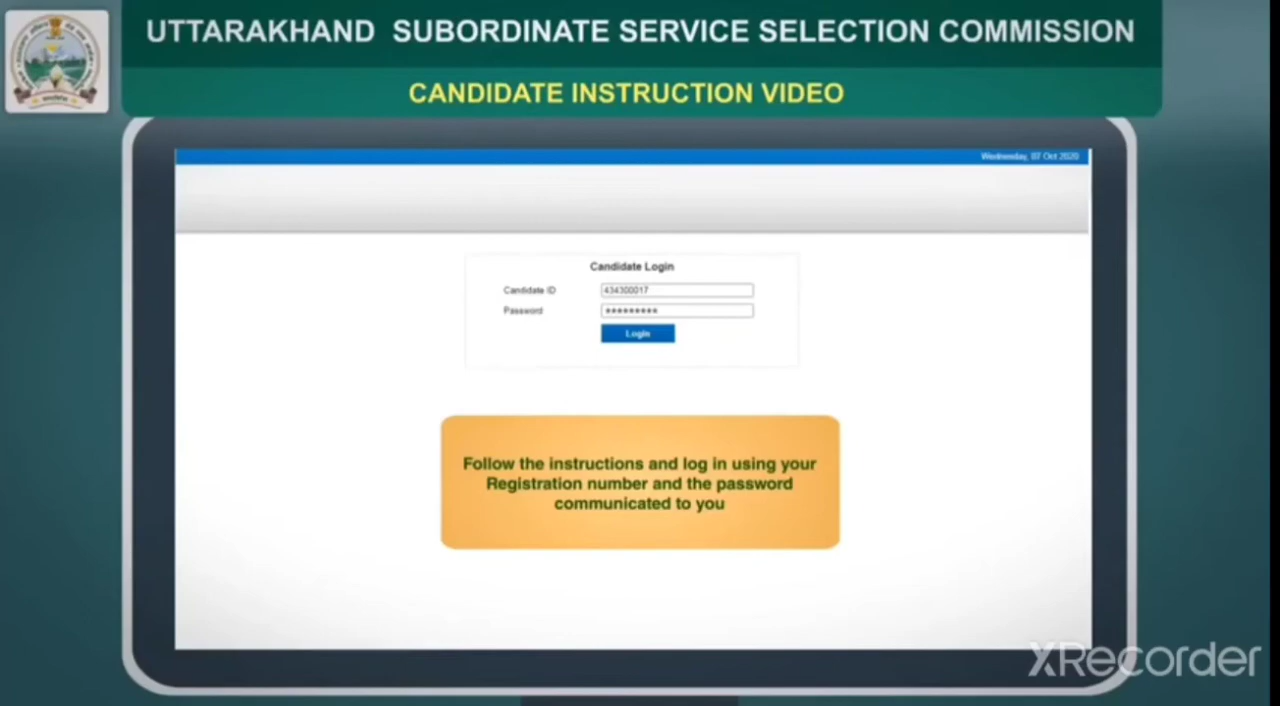 UTTARAKHAND SUBORDINATE SERVICE SELECTION COMMISSION
CANDIDATE INSTRUCTION VIDEO
Wednesday, 07 Oct 2020
Candidate Login
Candidate ID 434300017
Password *********
Login
Follow the instructions and log in using your
Registration number and the password
communicated to you
XRecorder